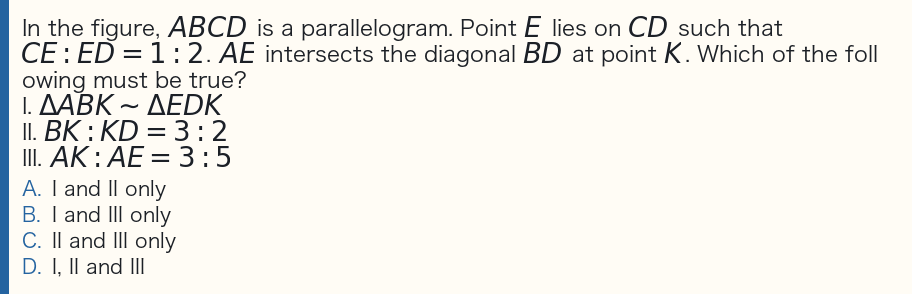 In the figure, ABCD is a parallelogram. Point E lies on CD such that
CE : ED = 1 : 2. AE intersects the diagonal BD at point K. Which of the foll
owing must be true?
I. ΔABK ~ ΔEDK
II. BK : KD = 3 : 2
III. AK : AE = 3 : 5
A. I and II only
B. I and III only
C. II and III only
D. I, II and III